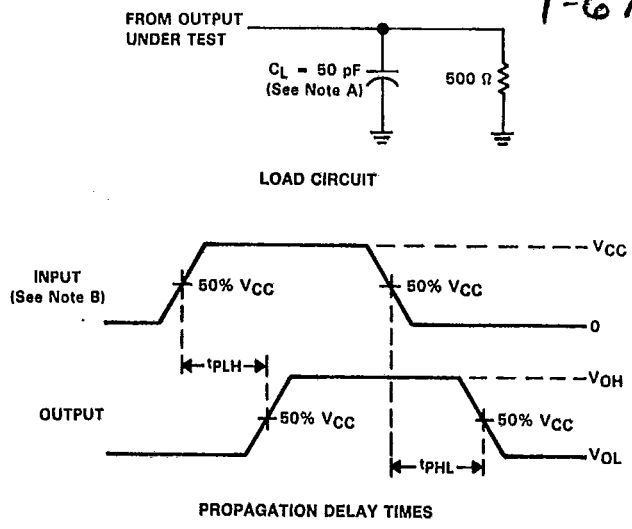 FROM OUTPUT
UNDER TEST
CL = 50 pF
(See Note A)
500 Ω
LOAD CIRCUIT
VCC
INPUT
(See Note B)
50% VCC
50% VCC
0
tPLH
VOH
OUTPUT
50% VCC
50% VCC
tPHL
VOL
PROPAGATION DELAY TIMES